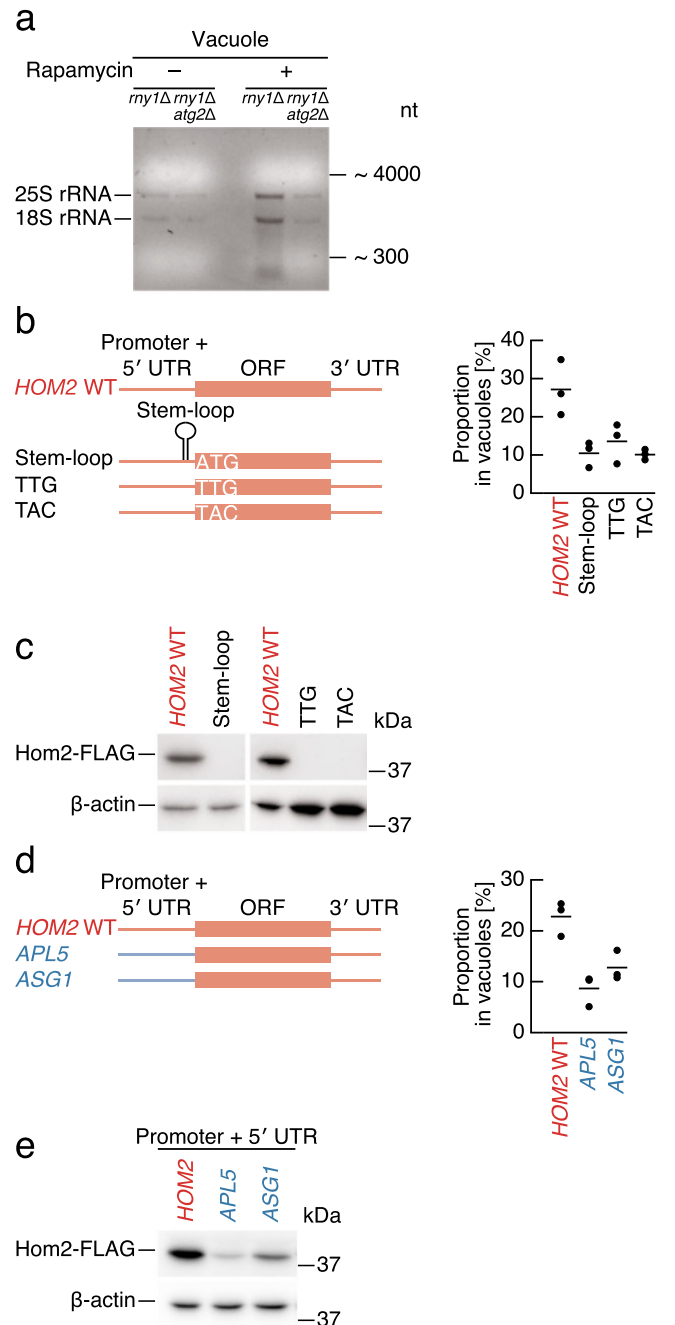 a
Vacuole
Rapamycin − +
rny1Δ rny1Δ rny1Δ rny1Δ
atg2Δ atg2Δ
nt
~ 4000
25S rRNA
18S rRNA
~ 300
b
Promoter +
5′ UTR ORF 3′ UTR
HOM2 WT
Stem-loop
Stem-loop ATG
TTG TTG
TAC TAC
Proportion
in vacuoles [%]
40
30
20
10
0
HOM2 WT
Stem-loop
TTG
TAC
c
HOM2 WT
Stem-loop
HOM2 WT
TTG
TAC
kDa
Hom2-FLAG
37
β-actin
37
d
Promoter +
5′ UTR ORF 3′ UTR
HOM2 WT
APL5
ASG1
Proportion
in vacuoles [%]
30
20
10
0
HOM2 WT
APL5
ASG1
e
Promoter + 5′ UTR
HOM2
APL5
ASG1
kDa
Hom2-FLAG
37
β-actin
37